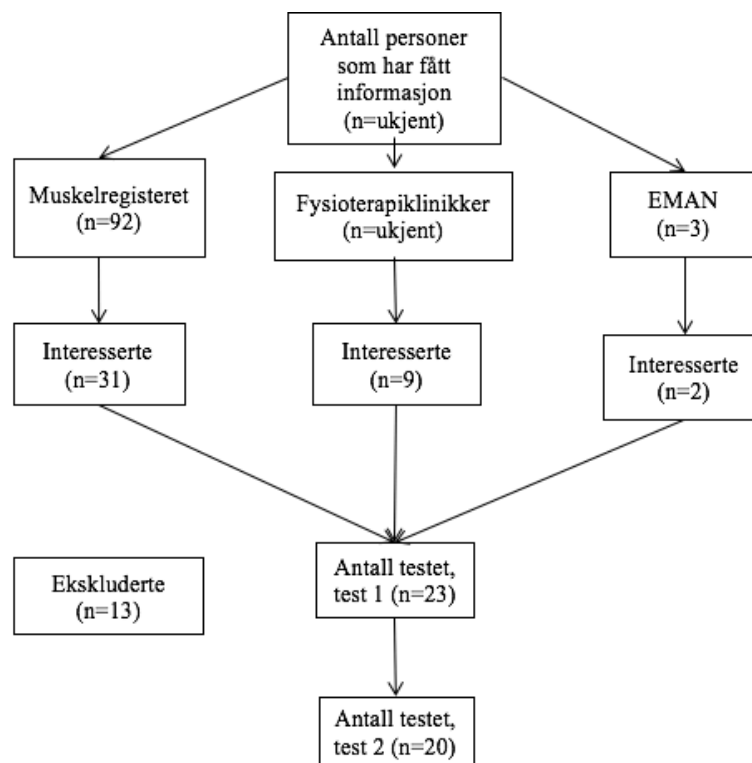 Antall personer
som har fått
informasjon
(n=ukjent)
Muskelregisteret
(n=92)
Fysioterapiklinikker
(n=ukjent)
EMAN
(n=3)
Interesserte
(n=31)
Interesserte
(n=9)
Interesserte
(n=2)
Ekskluderte
(n=13)
Antall testet,
test 1 (n=23)
Antall testet,
test 2 (n=20)